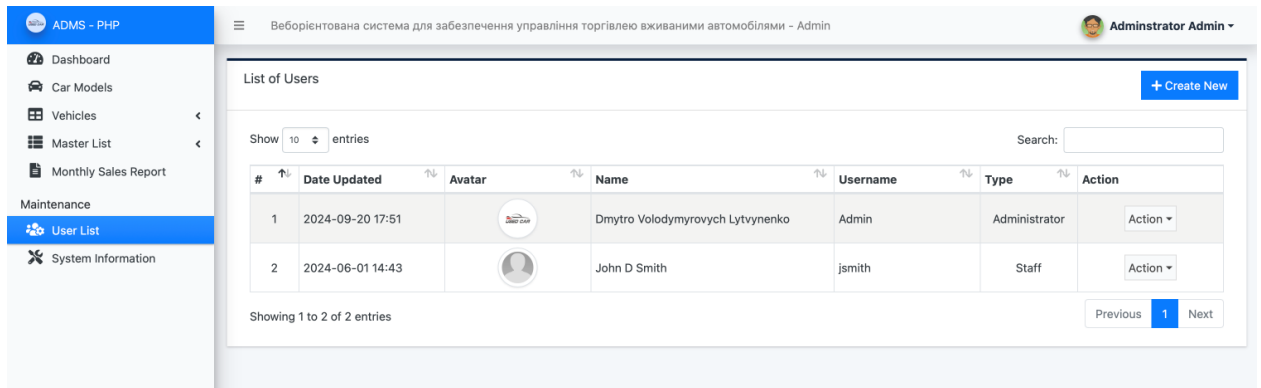 ADMS - PHP
Веборієнтована система для забезпечення управління торгівлею вживаними автомобілями - Admin
Adminstrator Admin
Dashboard
Car Models
Vehicles
Master List
Monthly Sales Report
Maintenance
User List
System Information
List of Users
Create New
Show 10 entries
Search:
# Date Updated Avatar Name Username Type Action
1 2024-09-20 17:51 USED CAR Dmytro Volodymyrovych Lytvynenko Admin Administrator Action
2 2024-06-01 14:43 John D Smith jsmith Staff Action
Showing 1 to 2 of 2 entries
Previous 1 Next